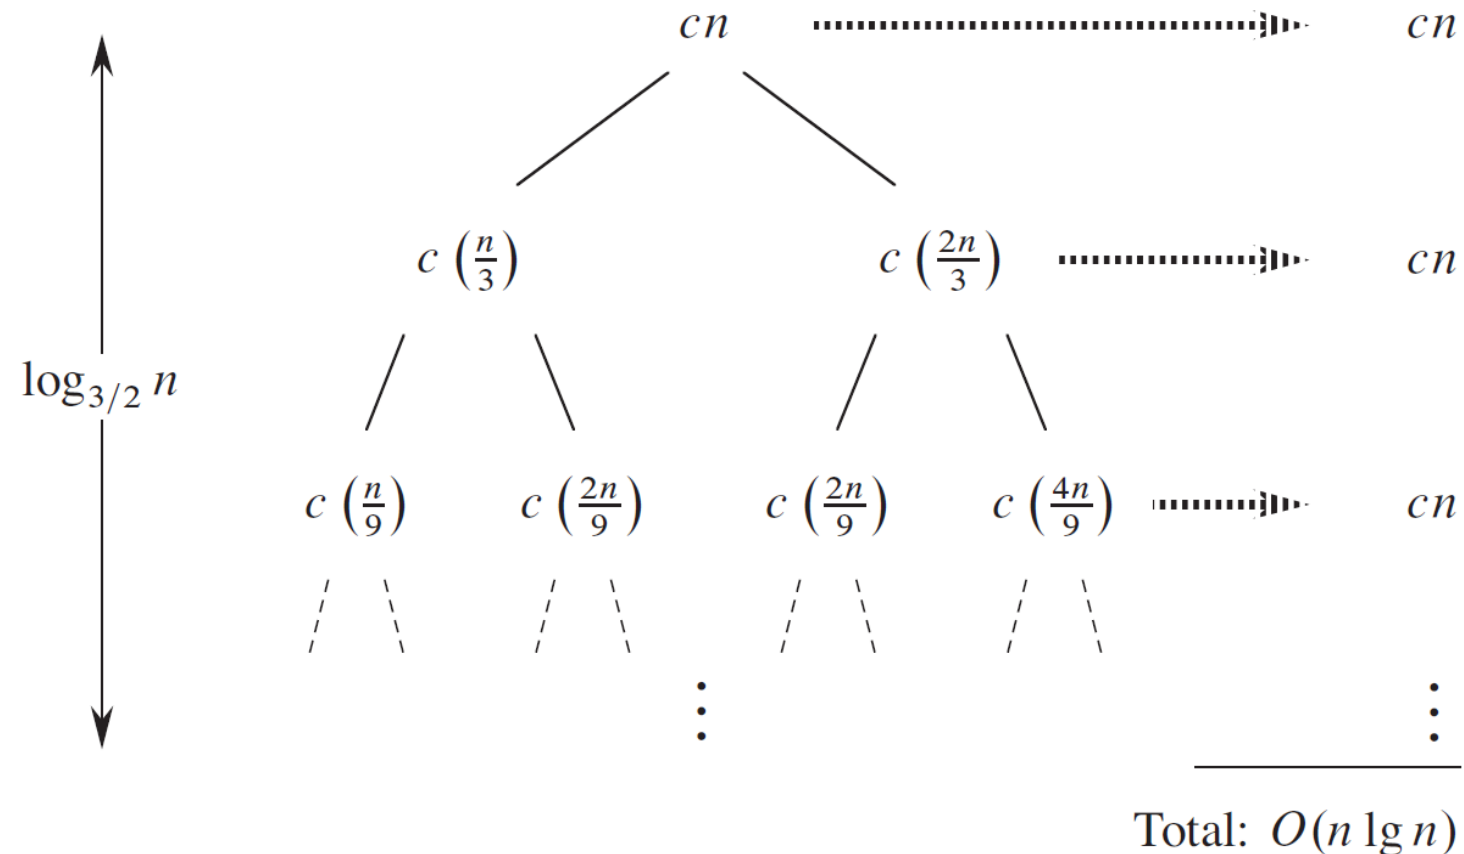 cn cn
c (n/3) c (2n/3) cn
log_{3/2} n
c (n/9) c (2n/9) c (2n/9) c (4n/9) cn
⋮ ⋮
Total: O(n lg n)